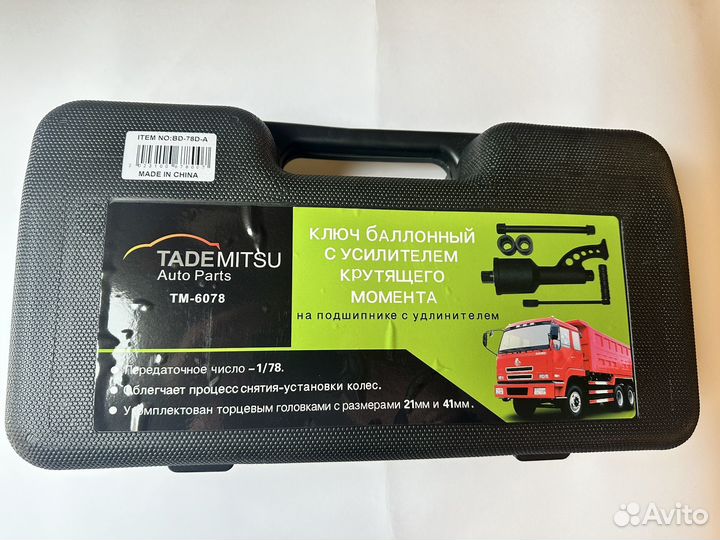 ITEM NO:BD-78D-A
MADE IN CHINA
TADEMITSU
Auto Parts
TM-6078
КЛЮЧ БАЛЛОННЫЙ
С УСИЛИТЕЛЕМ
КРУТЯЩЕГО
МОМЕНТА
на подшипнике с удлинителем
Передаточное число -1/78.
Облегчает процесс снятия-установки колес.
Укомплектован торцевым головками с размерами 21мм и 41мм.
Avito